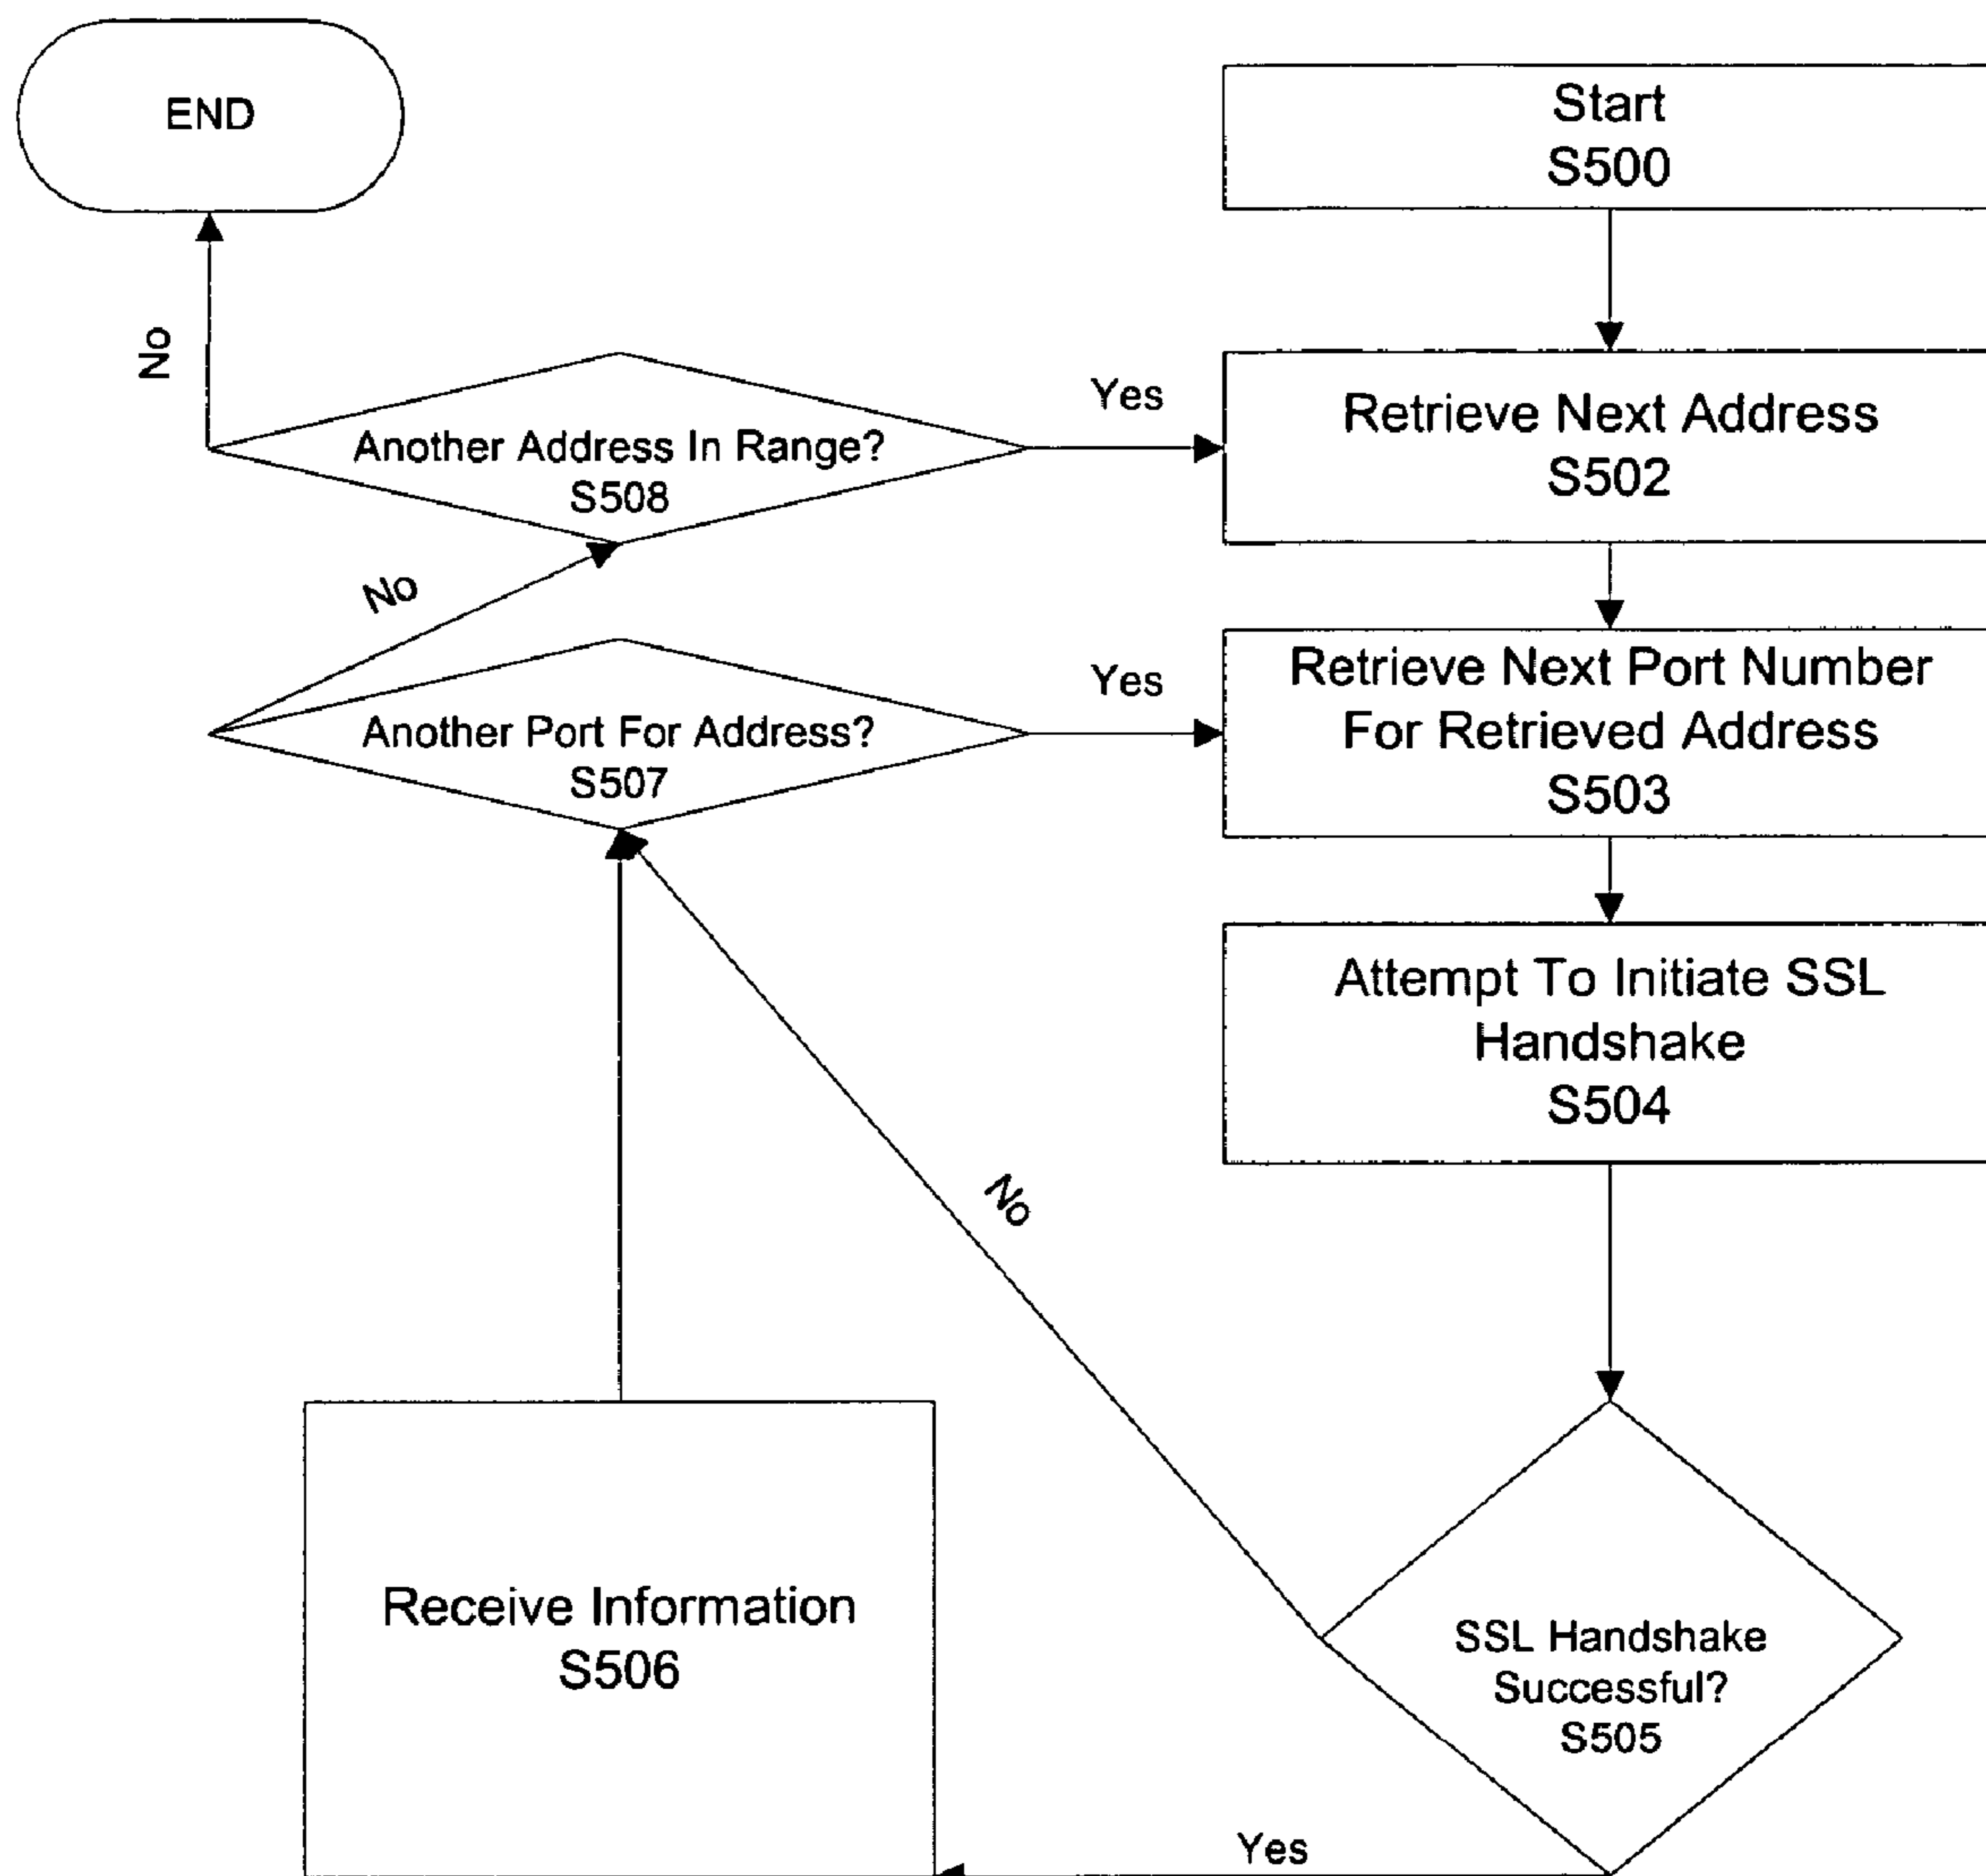 END
Start
S500
No
Yes
Another Address In Range?
S508
Retrieve Next Address
S502
No
Yes
Another Port For Address?
S507
Retrieve Next Port Number
For Retrieved Address
S503
Attempt To Initiate SSL
Handshake
S504
No
Receive Information
S506
SSL Handshake
Successful?
S505
Yes